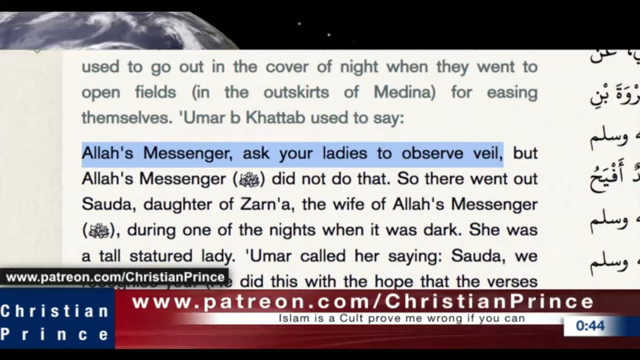 used to go out in the cover of night when they went to
open fields (in the outskirts of Medina) for easing
themselves. 'Umar b Khattab used to say:
Allah's Messenger, ask your ladies to observe veil, but
Allah's Messenger (ﷺ) did not do that. So there went out
Sauda, daughter of Zarn'a, the wife of Allah's Messenger
(ﷺ), during one of the nights when it was dark. She was
a tall stature lady. 'Umar called her saying: Sauda, we
did this with the hope that the verses
عن
عليه وسلم
أَفْيَحُ
وسلم
وسلم
www.patreon.com/ChristianPrince
www.patreon.com/ChristianPrince
Islam is a Cult prove me wrong if you can
Christian
Prince
0:44